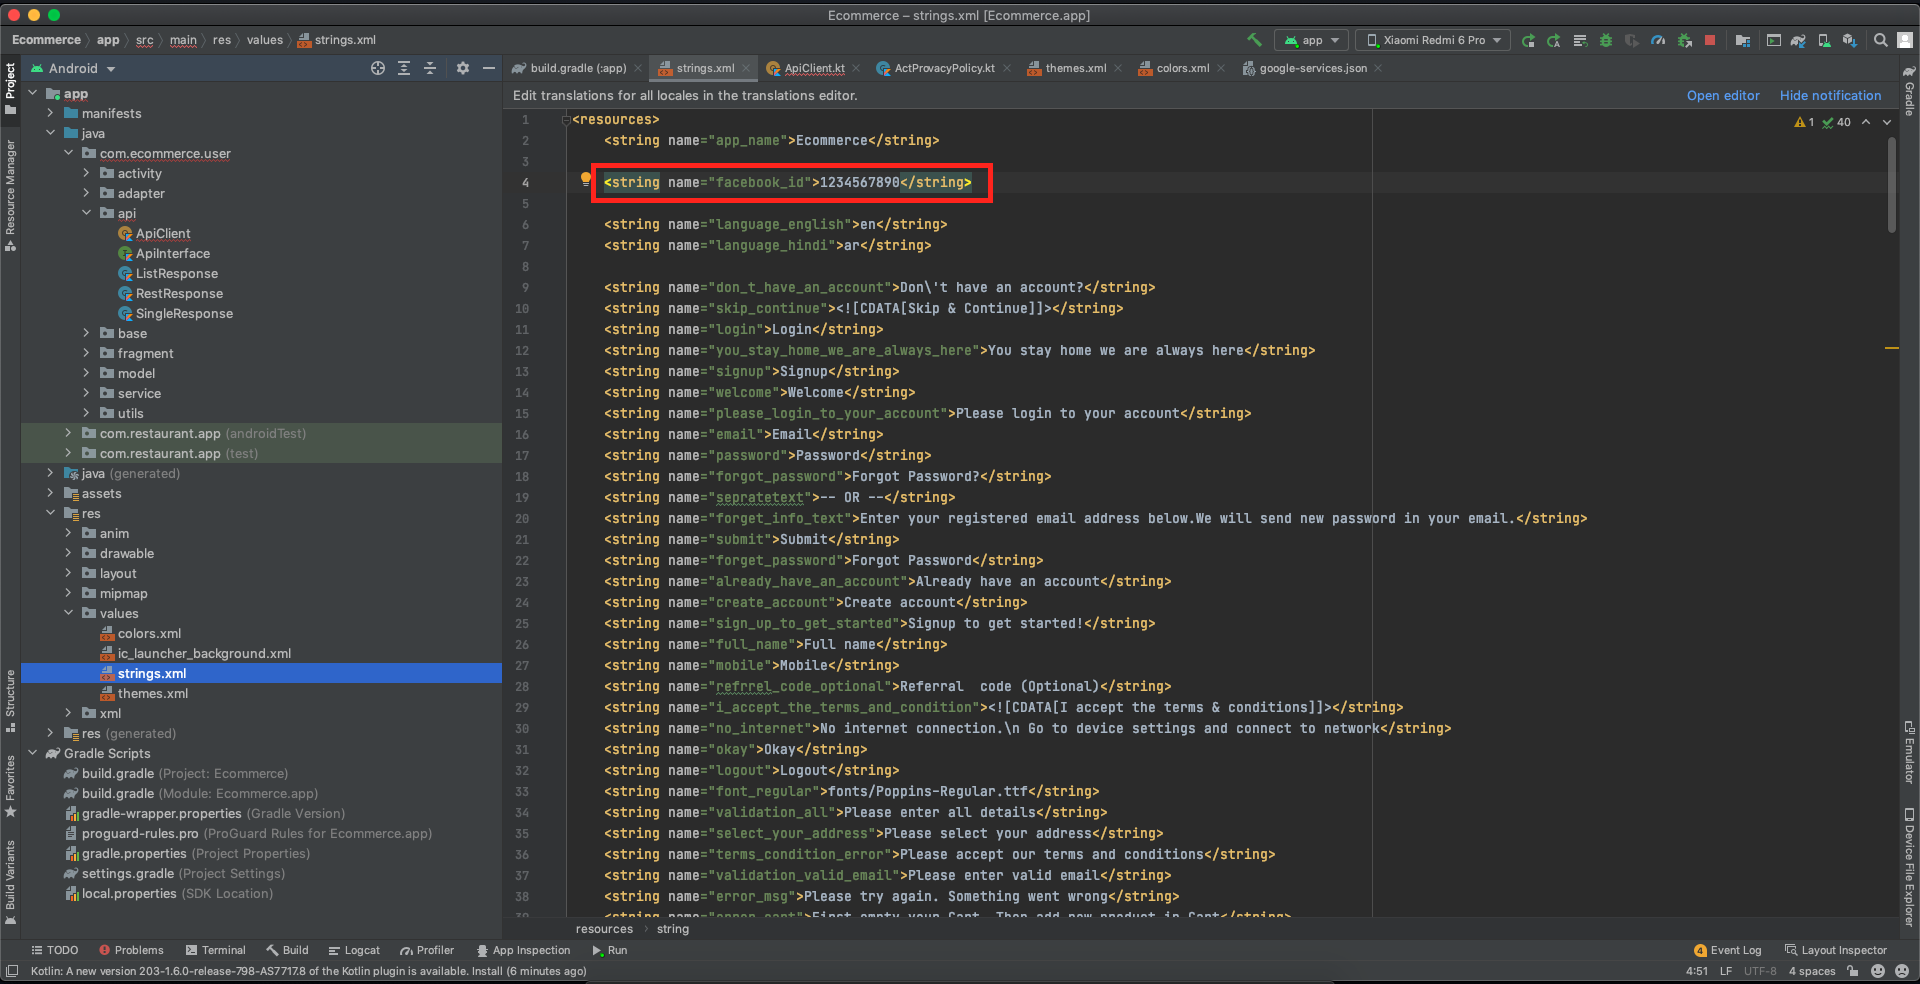 Ecommerce – strings.xml [Ecommerce.app]
Ecommerce app src main res values strings.xml
app Xiaomi Redmi 6 Pro
Android
build.gradle (:app) strings.xml ApiClient.kt ActProvacyPolicy.kt themes.xml colors.xml google-services.json
Edit translations for all locales in the translations editor. Open editor Hide notification
Project
Resource Manager
Structure
Favorites
Build Variants
app
manifests
java
com.ecommerce.user
activity
adapter
api
ApiClient
ApiInterface
ListResponse
RestResponse
SingleResponse
base
fragment
model
service
utils
com.restaurant.app (androidTest)
com.restaurant.app (test)
java (generated)
assets
res
anim
drawable
layout
mipmap
values
colors.xml
ic_launcher_background.xml
strings.xml
themes.xml
xml
res (generated)
Gradle Scripts
build.gradle (Project: Ecommerce)
build.gradle (Module: Ecommerce.app)
gradle-wrapper.properties (Gradle Version)
proguard-rules.pro (ProGuard Rules for Ecommerce.app)
gradle.properties (Project Properties)
settings.gradle (Project Settings)
local.properties (SDK Location)
1 <resources>
2 <string name="app_name">Ecommerce</string>
3
4 <string name="facebook_id">1234567890</string>
5
6 <string name="language_english">en</string>
7 <string name="language_hindi">ar</string>
8
9 <string name="don_t_have_an_account">Don\'t have an account?</string>
10 <string name="skip_continue"><![CDATA[Skip & Continue]]></string>
11 <string name="login">Login</string>
12 <string name="you_stay_home_we_are_always_here">You stay home we are always here</string>
13 <string name="signup">Signup</string>
14 <string name="welcome">Welcome</string>
15 <string name="please_login_to_your_account">Please login to your account</string>
16 <string name="email">Email</string>
17 <string name="password">Password</string>
18 <string name="forgot_password">Forgot Password?</string>
19 <string name="sepratetext">-- OR --</string>
20 <string name="forget_info_text">Enter your registered email address below.We will send new password in your email.</string>
21 <string name="submit">Submit</string>
22 <string name="forget_password">Forgot Password</string>
23 <string name="already_have_an_account">Already have an account</string>
24 <string name="create_account">Create account</string>
25 <string name="sign_up_to_get_started">Signup to get started!</string>
26 <string name="full_name">Full name</string>
27 <string name="mobile">Mobile</string>
28 <string name="refrrel_code_optional">Referral  code (Optional)</string>
29 <string name="i_accept_the_terms_and_condition"><![CDATA[I accept the terms & conditions]]></string>
30 <string name="no_internet">No internet connection.\n Go to device settings and connect to network</string>
31 <string name="okay">Okay</string>
32 <string name="logout">Logout</string>
33 <string name="font_regular">fonts/Poppins-Regular.ttf</string>
34 <string name="validation_all">Please enter all details</string>
35 <string name="select_your_address">Please select your address</string>
36 <string name="terms_condition_error">Please accept our terms and conditions</string>
37 <string name="validation_valid_email">Please enter valid email</string>
38 <string name="error_msg">Please try again. Something went wrong</string>
39 <string name="error_cart">First empty your Cart. Then add new product in Cart</string>
1 40
Gradle
Emulator
Device File Explorer
resources string
TODO Problems Terminal Build Logcat Profiler App Inspection Run 4 Event Log Layout Inspector
Kotlin: A new version 203-1.6.0-release-798-AS7717.8 of the Kotlin plugin is available. Install (6 minutes ago) 4:51 LF UTF-8 4 spaces